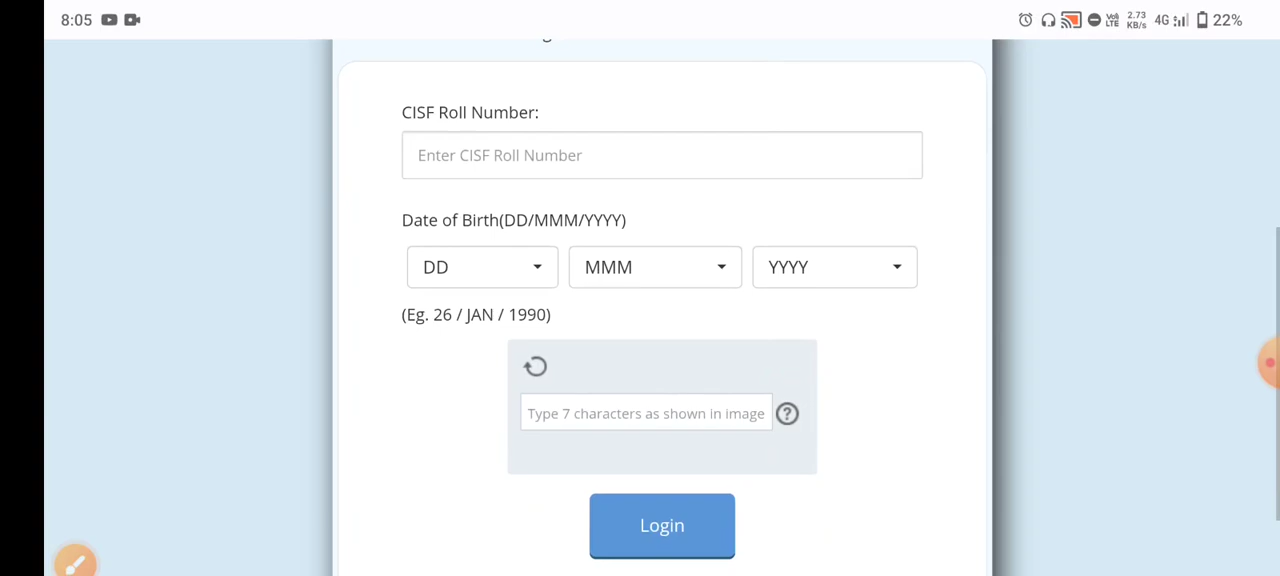 8:05 VoLTE 2.73 KB/s 4G 22%
CISF Roll Number:
Enter CISF Roll Number
Date of Birth(DD/MMM/YYYY)
DD MMM YYYY
(Eg. 26 / JAN / 1990)
Type 7 characters as shown in image ?
Login